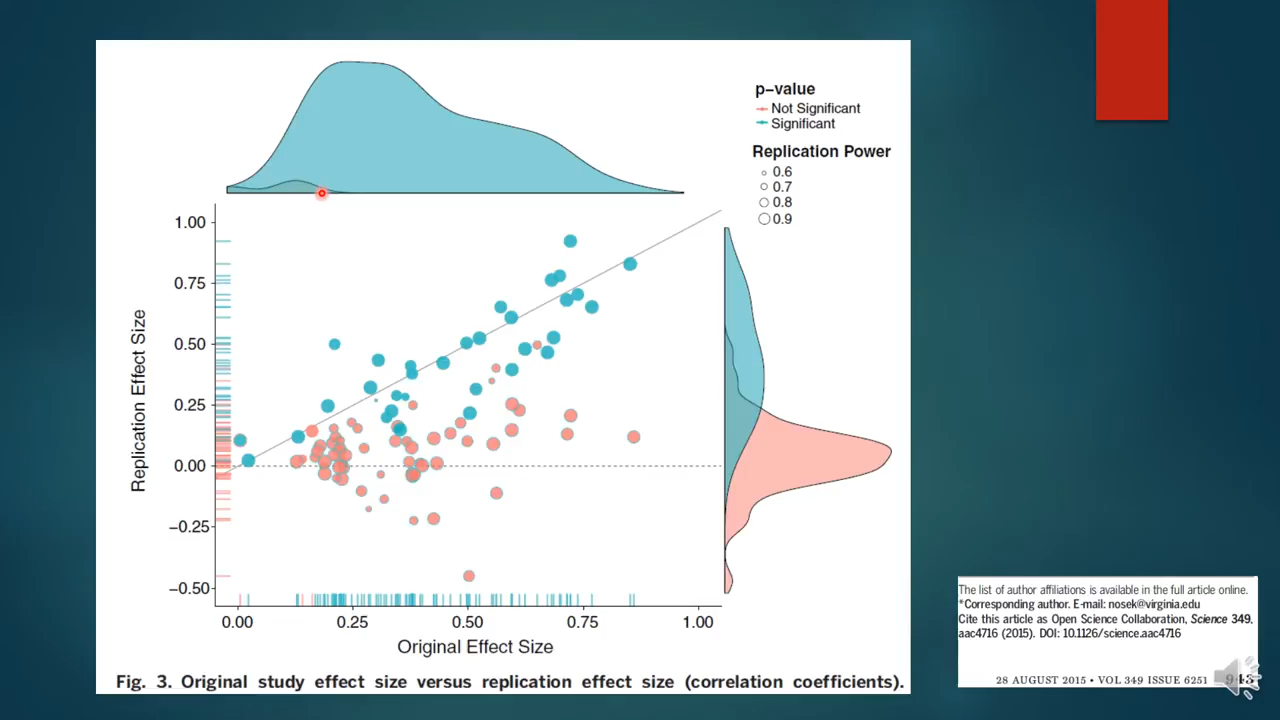 p−value
Not Significant
Significant
Replication Power
0.6
0.7
0.8
0.9
1.00
0.75
0.50
0.25
0.00
−0.25
−0.50
Replication Effect Size
0.00 0.25 0.50 0.75 1.00
Original Effect Size
Fig. 3. Original study effect size versus replication effect size (correlation coefficients).
The list of author affiliations is available in the full article online.
*Corresponding author. E-mail: nosek@virginia.edu
Cite this article as Open Science Collaboration, Science 349,
aac4716 (2015). DOI: 10.1126/science.aac4716
28 AUGUST 2015 • VOL 349 ISSUE 6251